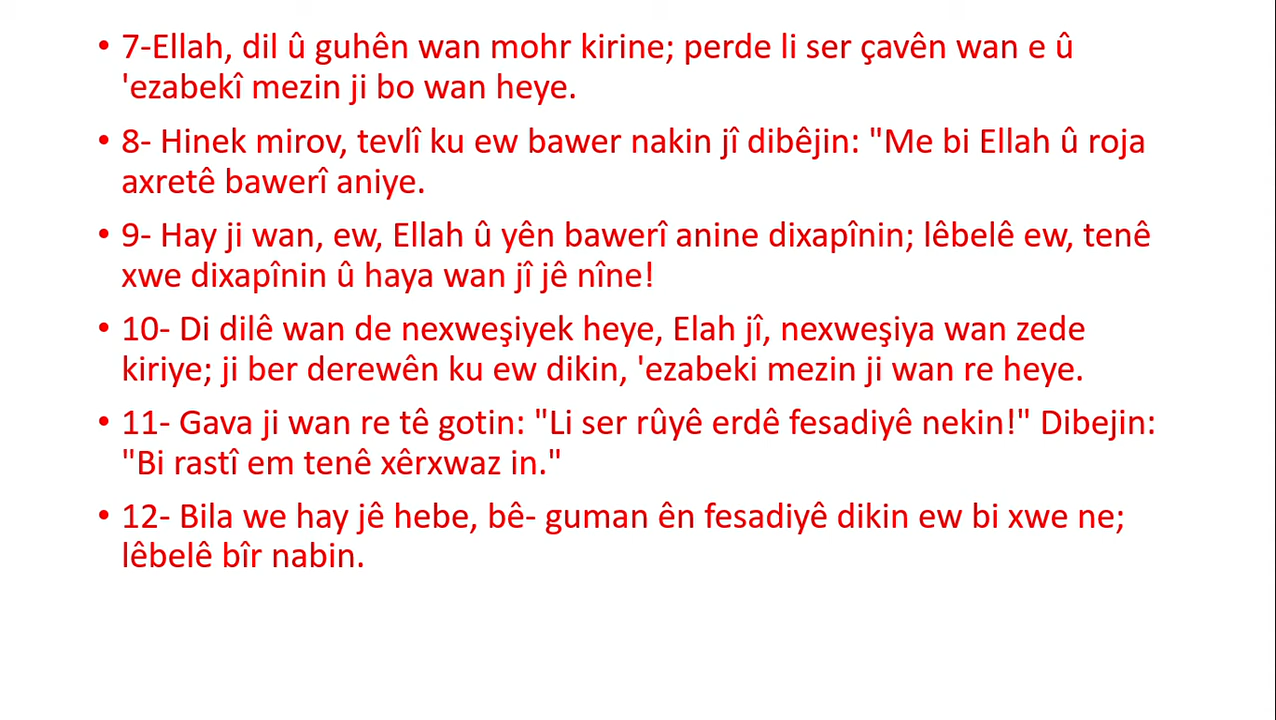 • 7-Ellah, dil û guhên wan mohr kirine; perde li ser çavên wan e û
'ezabekî mezin ji bo wan heye.
• 8- Hinek mirov, tevlî ku ew bawer nakin jî dibêjin: "Me bi Ellah û roja
axretê bawerî aniye.
• 9- Hay ji wan, ew, Ellah û yên bawerî anine dixapînin; lêbelê ew, tenê
xwe dixapînin û haya wan jî jê nîne!
• 10- Di dilê wan de nexweşiyek heye, Elah jî, nexweşiya wan zede
kiriye; ji ber derewên ku ew dikin, 'ezabeki mezin ji wan re heye.
• 11- Gava ji wan re tê gotin: "Li ser rûyê erdê fesadiyê nekin!" Dibejin:
"Bi rastî em tenê xêrxwaz in."
• 12- Bila we hay jê hebe, bê- guman ên fesadiyê dikin ew bi xwe ne;
lêbelê bîr nabin.